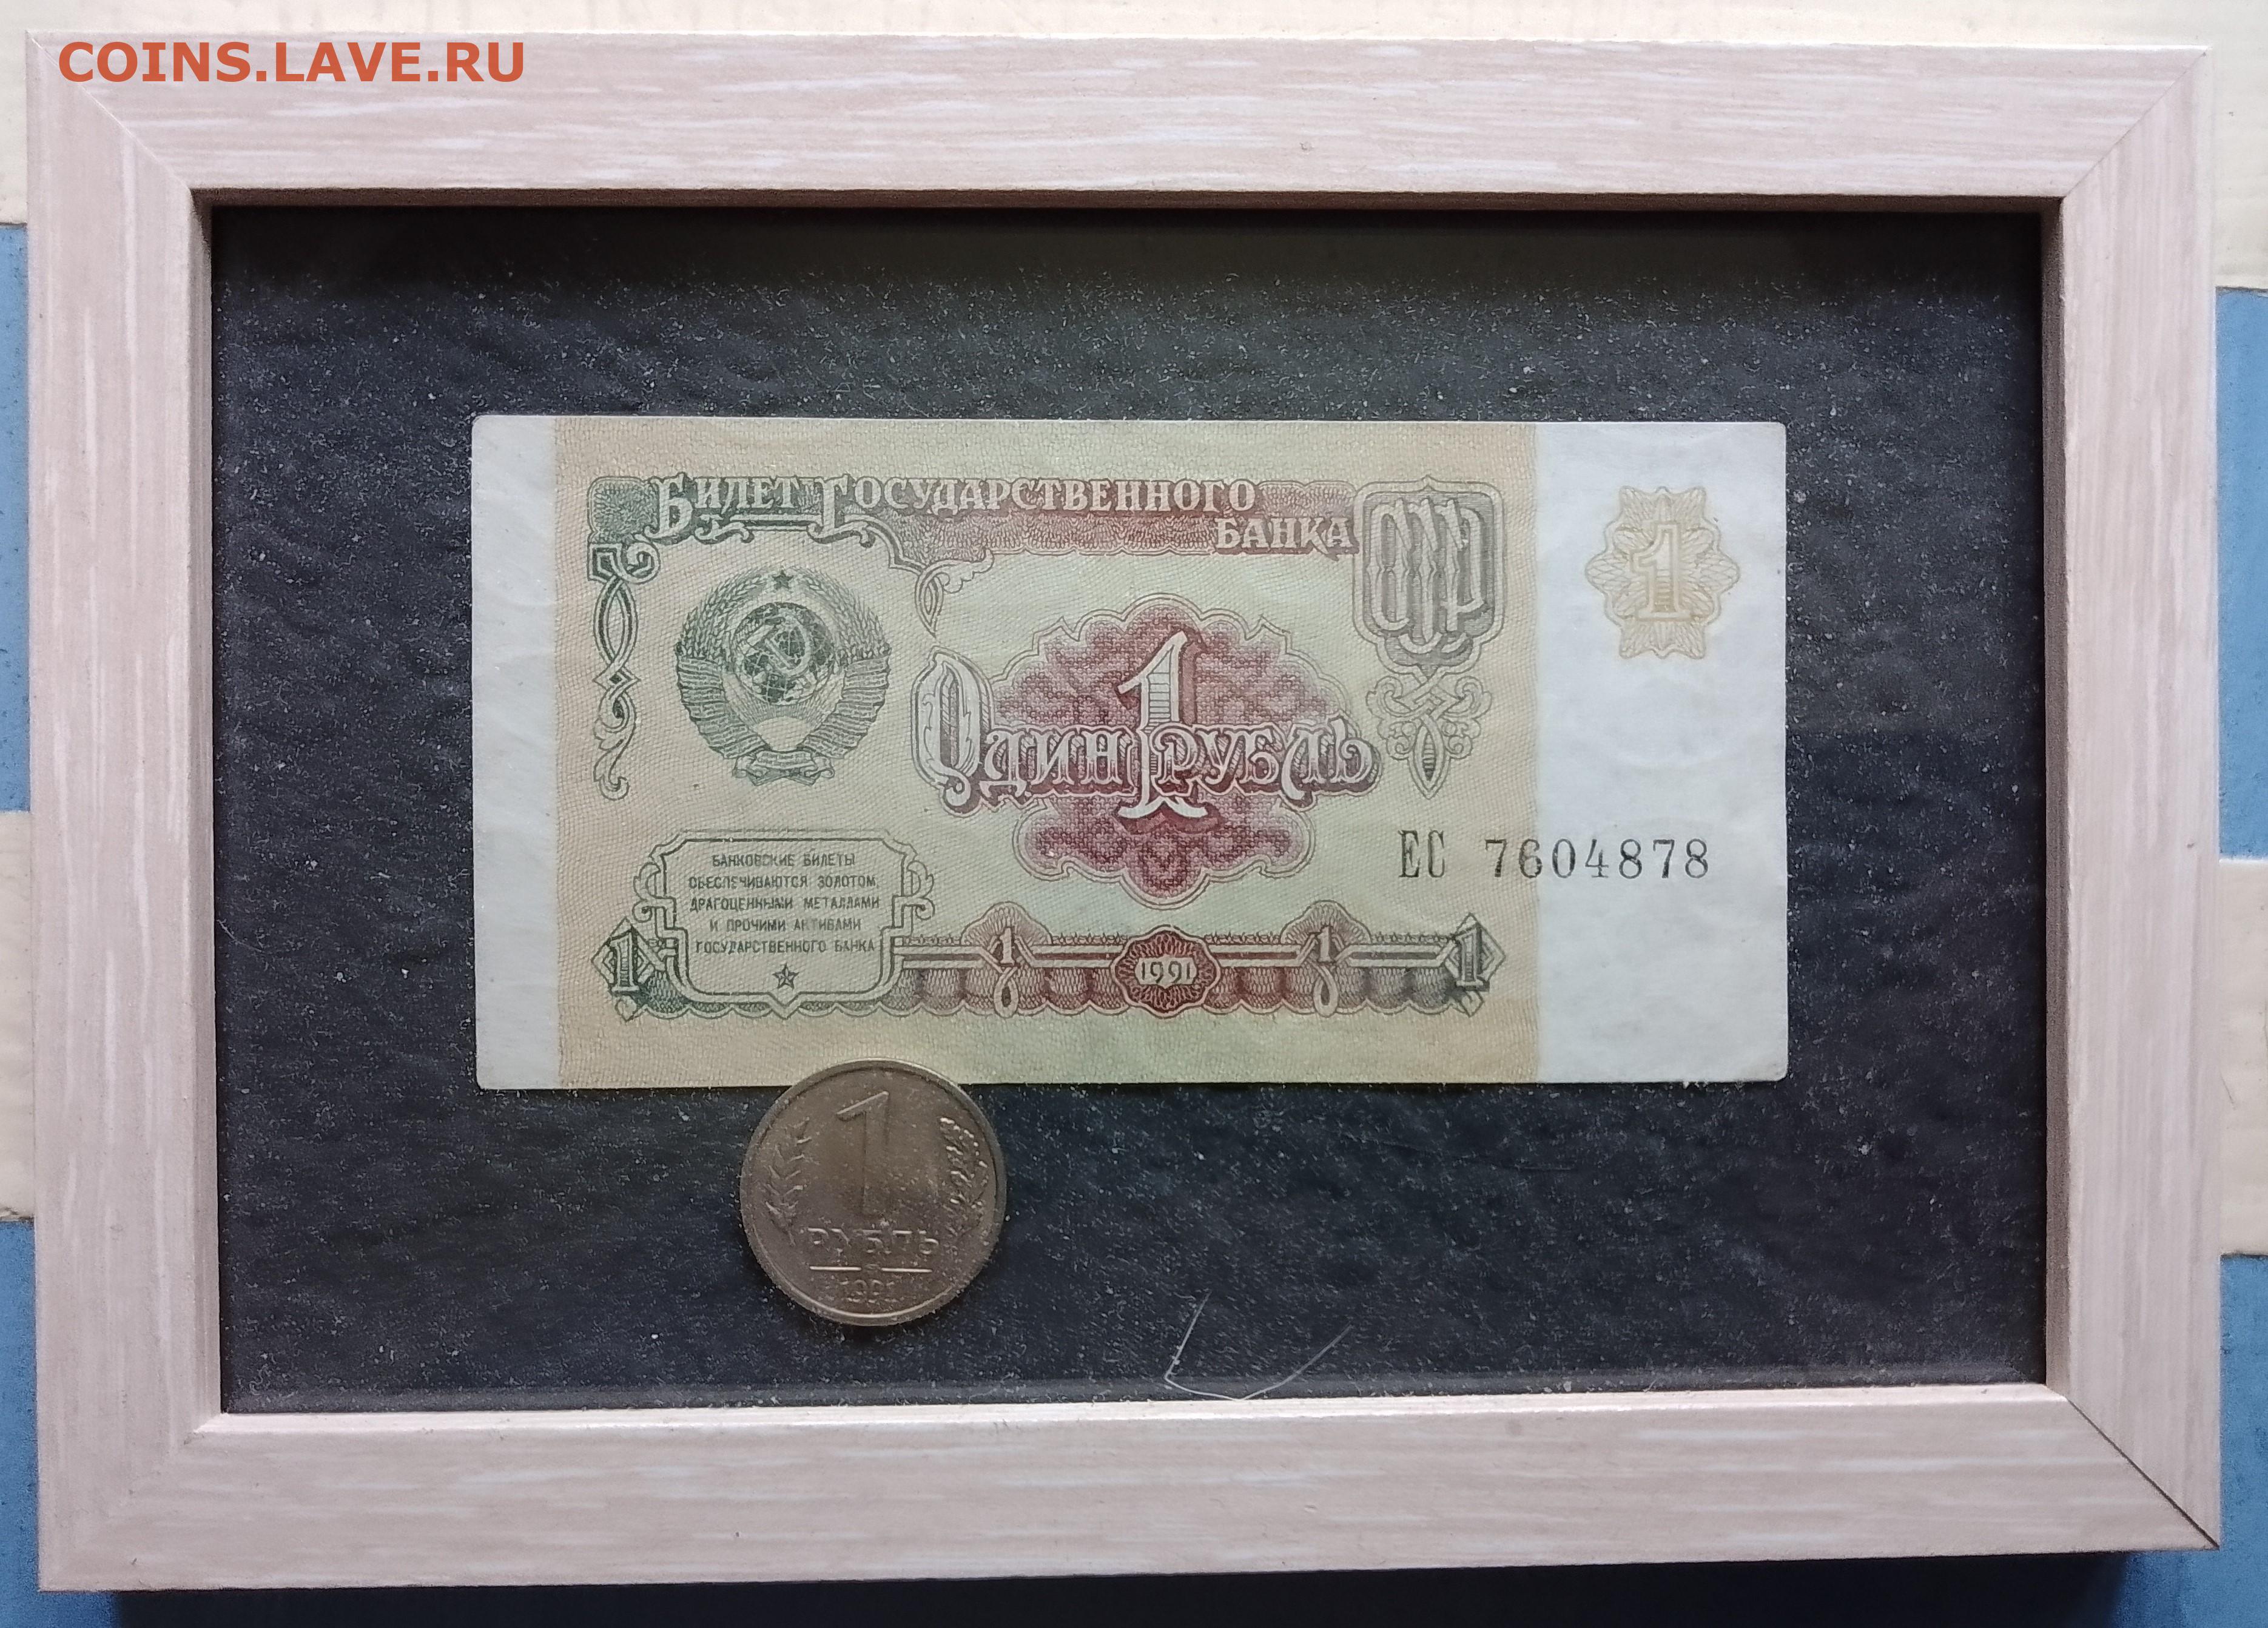 COINS.LAVE.RU
БИЛЕТ ГОСУДАРСТВЕННОГО
БАНКА СССР
1
1
ОДИН РУБЛЬ
ЕС 7604878
БАНКОВСКИЕ БИЛЕТЫ
ОБЕСПЕЧИВАЮТСЯ ЗОЛОТОМ,
ДРАГОЦЕННЫМИ МЕТАЛЛАМИ
И ПРОЧИМИ АКТИВАМИ
ГОСУДАРСТВЕННОГО БАНКА
1 1 1991 1 1
1
РУБЛЬ
1991